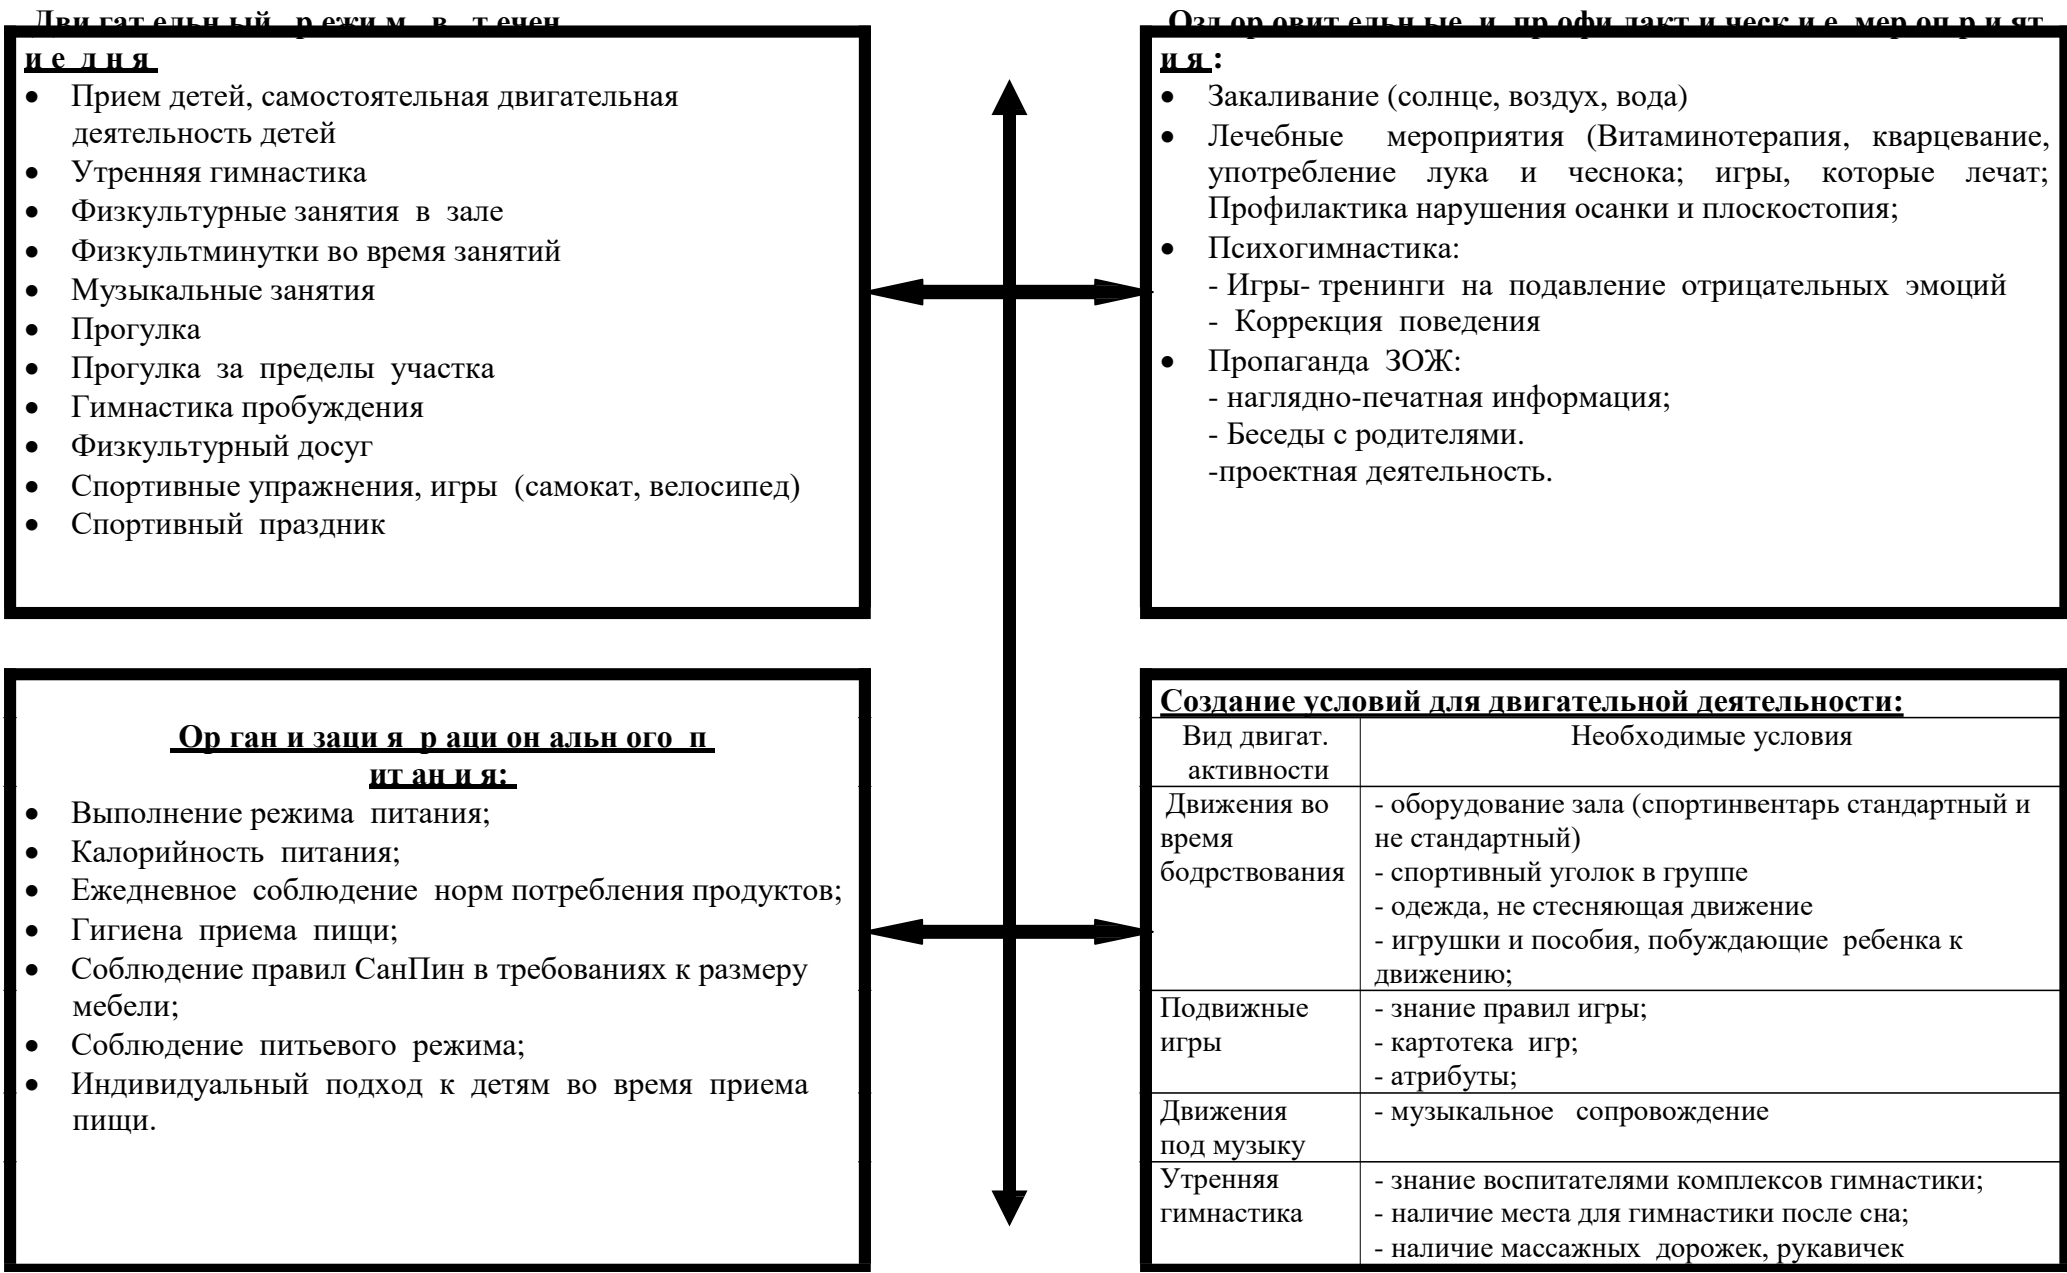 Двигательный режим в течен
ие дня
• Прием детей, самостоятельная двигательная
деятельность детей
• Утренняя гимнастика
• Физкультурные занятия в зале
• Физкультминутки во время занятий
• Музыкальные занятия
• Прогулка
• Прогулка за пределы участка
• Гимнастика пробуждения
• Физкультурный досуг
• Спортивные упражнения, игры (самокат, велосипед)
• Спортивный праздник
Оздоровительные и профилактические мероприят
ия:
• Закаливание (солнце, воздух, вода)
• Лечебные мероприятия (Витаминотерапия, кварцевание,
употребление лука и чеснока; игры, которые лечат;
Профилактика нарушения осанки и плоскостопия;
• Психогимнастика:
- Игры- тренинги на подавление отрицательных эмоций
- Коррекция поведения
• Пропаганда ЗОЖ:
- наглядно-печатная информация;
- Беседы с родителями.
-проектная деятельность.
Организация рационального п
итания:
• Выполнение режима питания;
• Калорийность питания;
• Ежедневное соблюдение норм потребления продуктов;
• Гигиена приема пищи;
• Соблюдение правил СанПин в требованиях к размеру
мебели;
• Соблюдение питьевого режима;
• Индивидуальный подход к детям во время приема
пищи.
Создание условий для двигательной деятельности:
Вид двигат.
активности
Необходимые условия
Движения во
время
бодрствования
- оборудование зала (спортинвентарь стандартный и
не стандартный)
- спортивный уголок в группе
- одежда, не стесняющая движение
- игрушки и пособия, побуждающие ребенка к
движению;
Подвижные
игры
- знание правил игры;
- картотека игр;
- атрибуты;
Движения
под музыку
- музыкальное сопровождение
Утренняя
гимнастика
- знание воспитателями комплексов гимнастики;
- наличие места для гимнастики после сна;
- наличие массажных дорожек, рукавичек